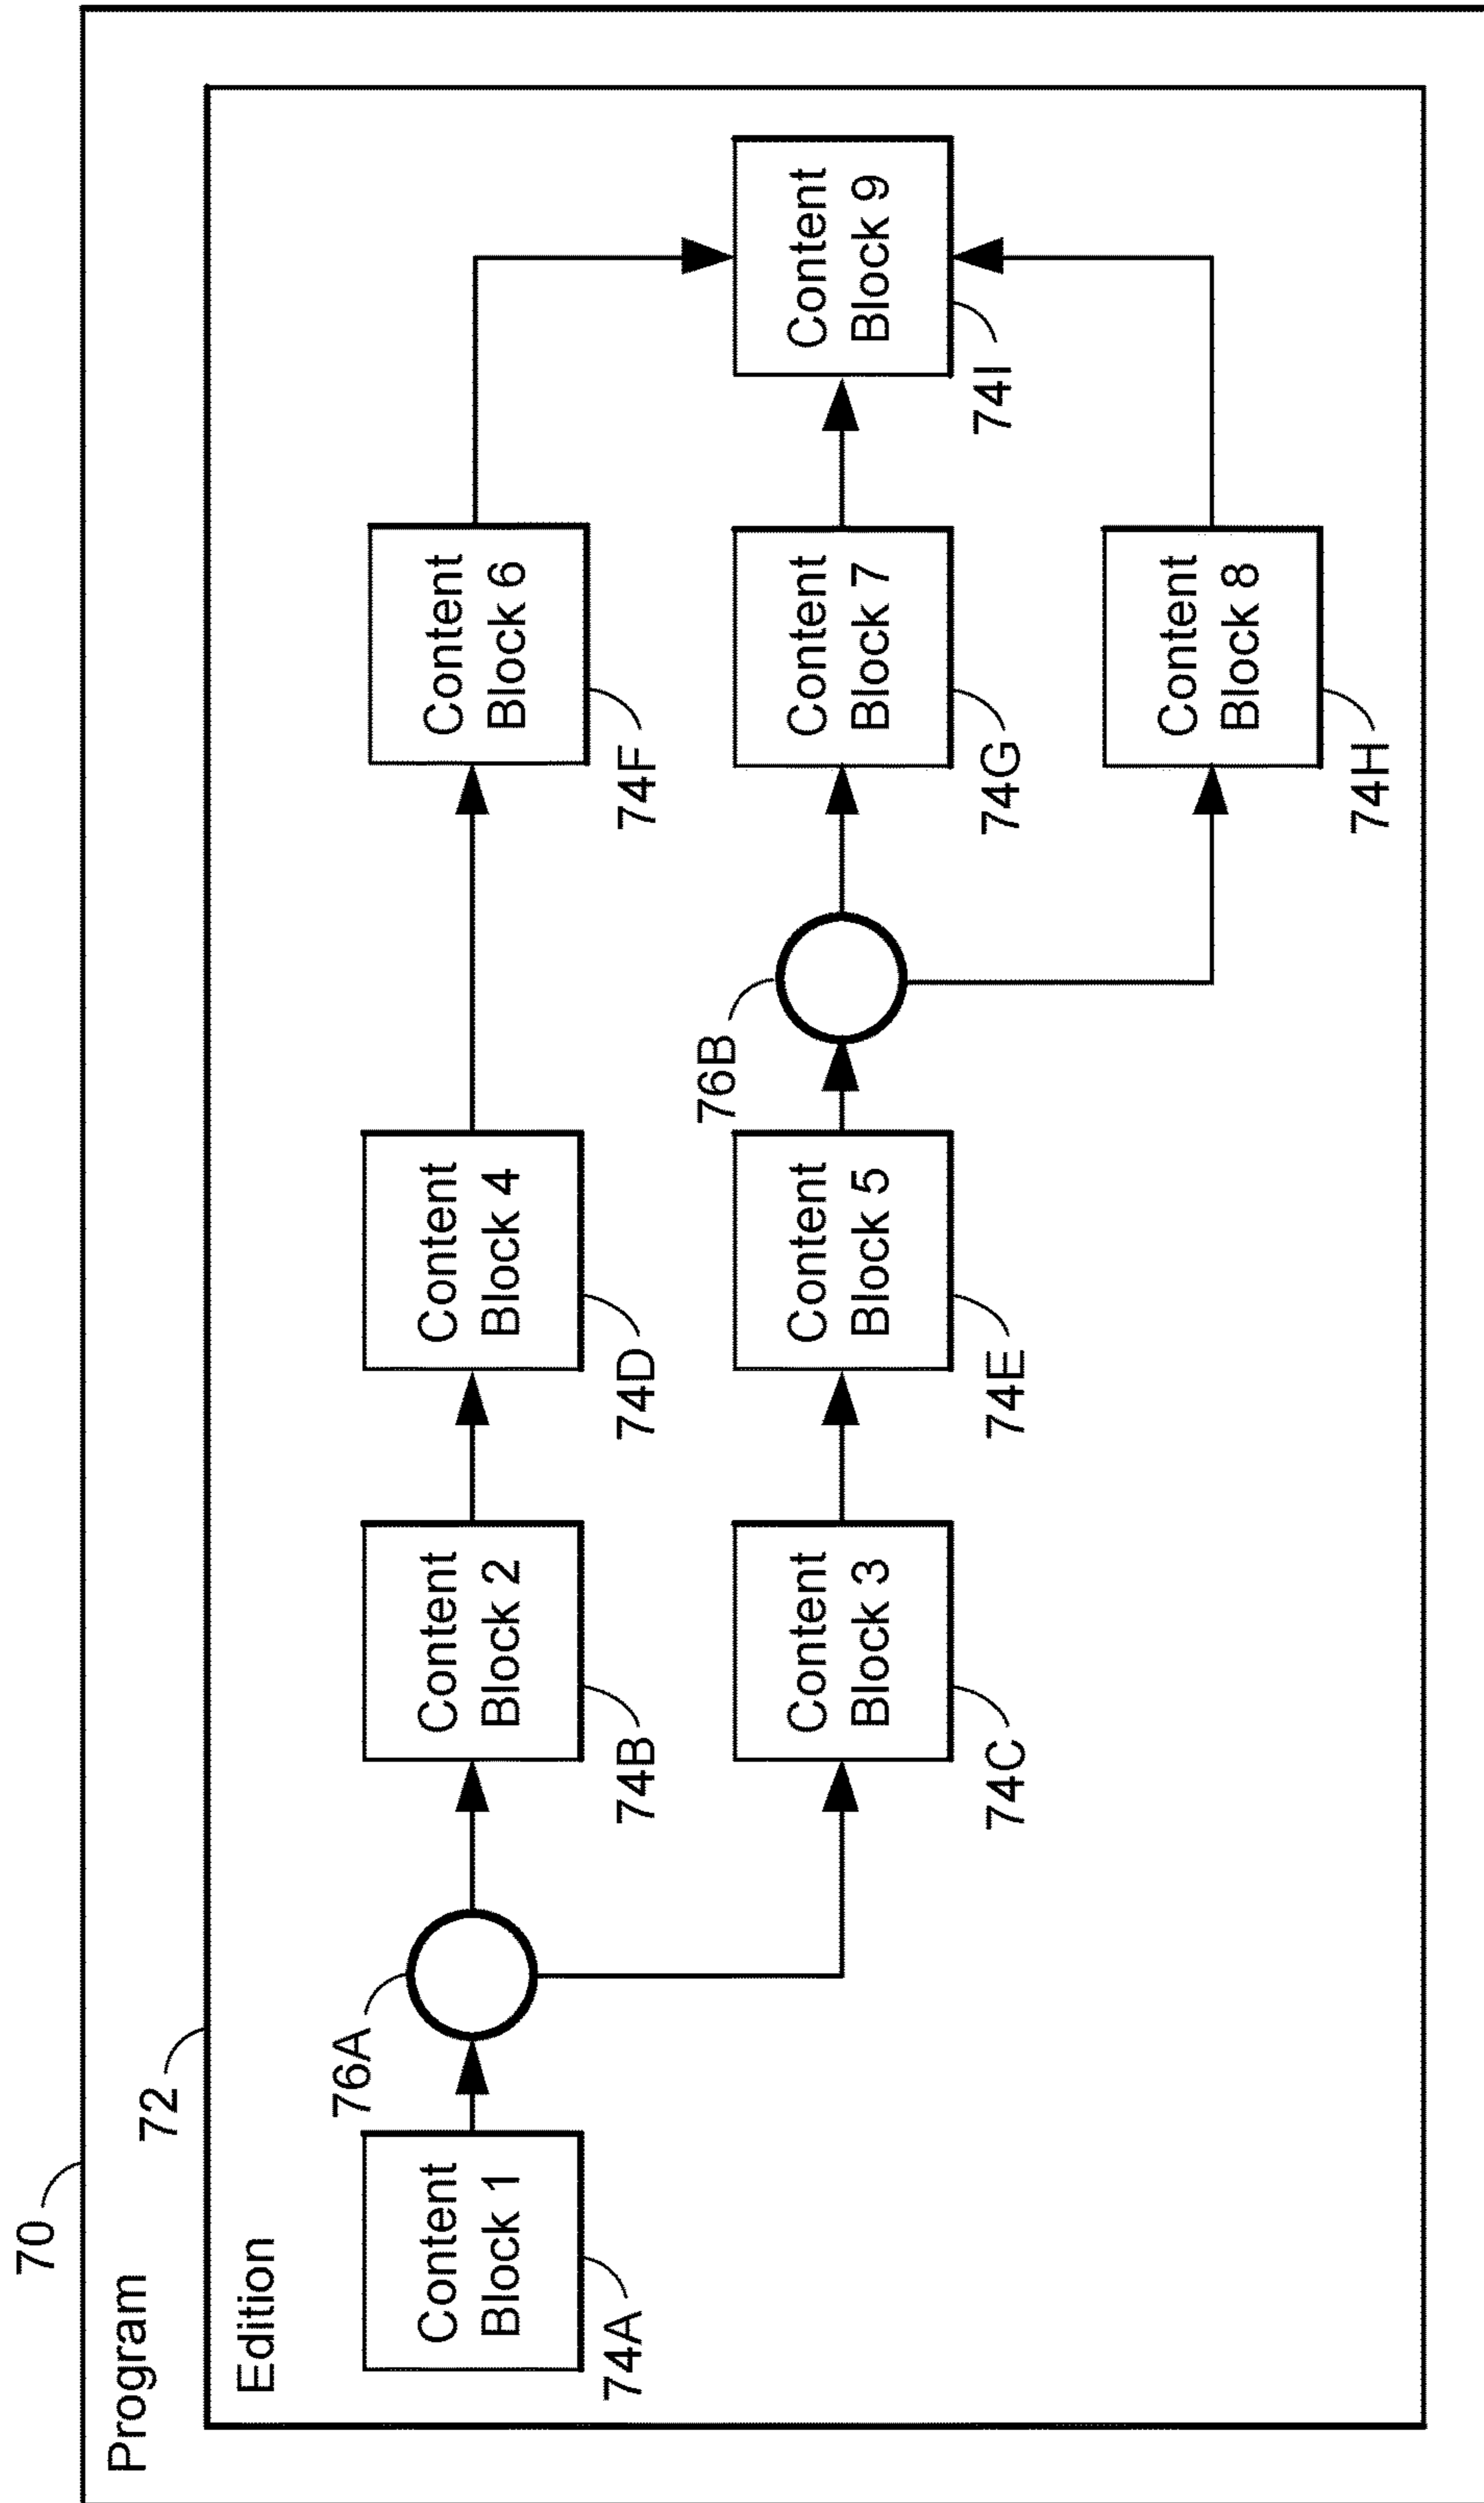 70
Program
72
Edition
76A
Content
Block 1
74A
Content
Block 2
74B
Content
Block 4
74D
Content
Block 6
74F
76B
Content
Block 3
74C
Content
Block 5
74E
Content
Block 7
74G
Content
Block 9
74I
Content
Block 8
74H